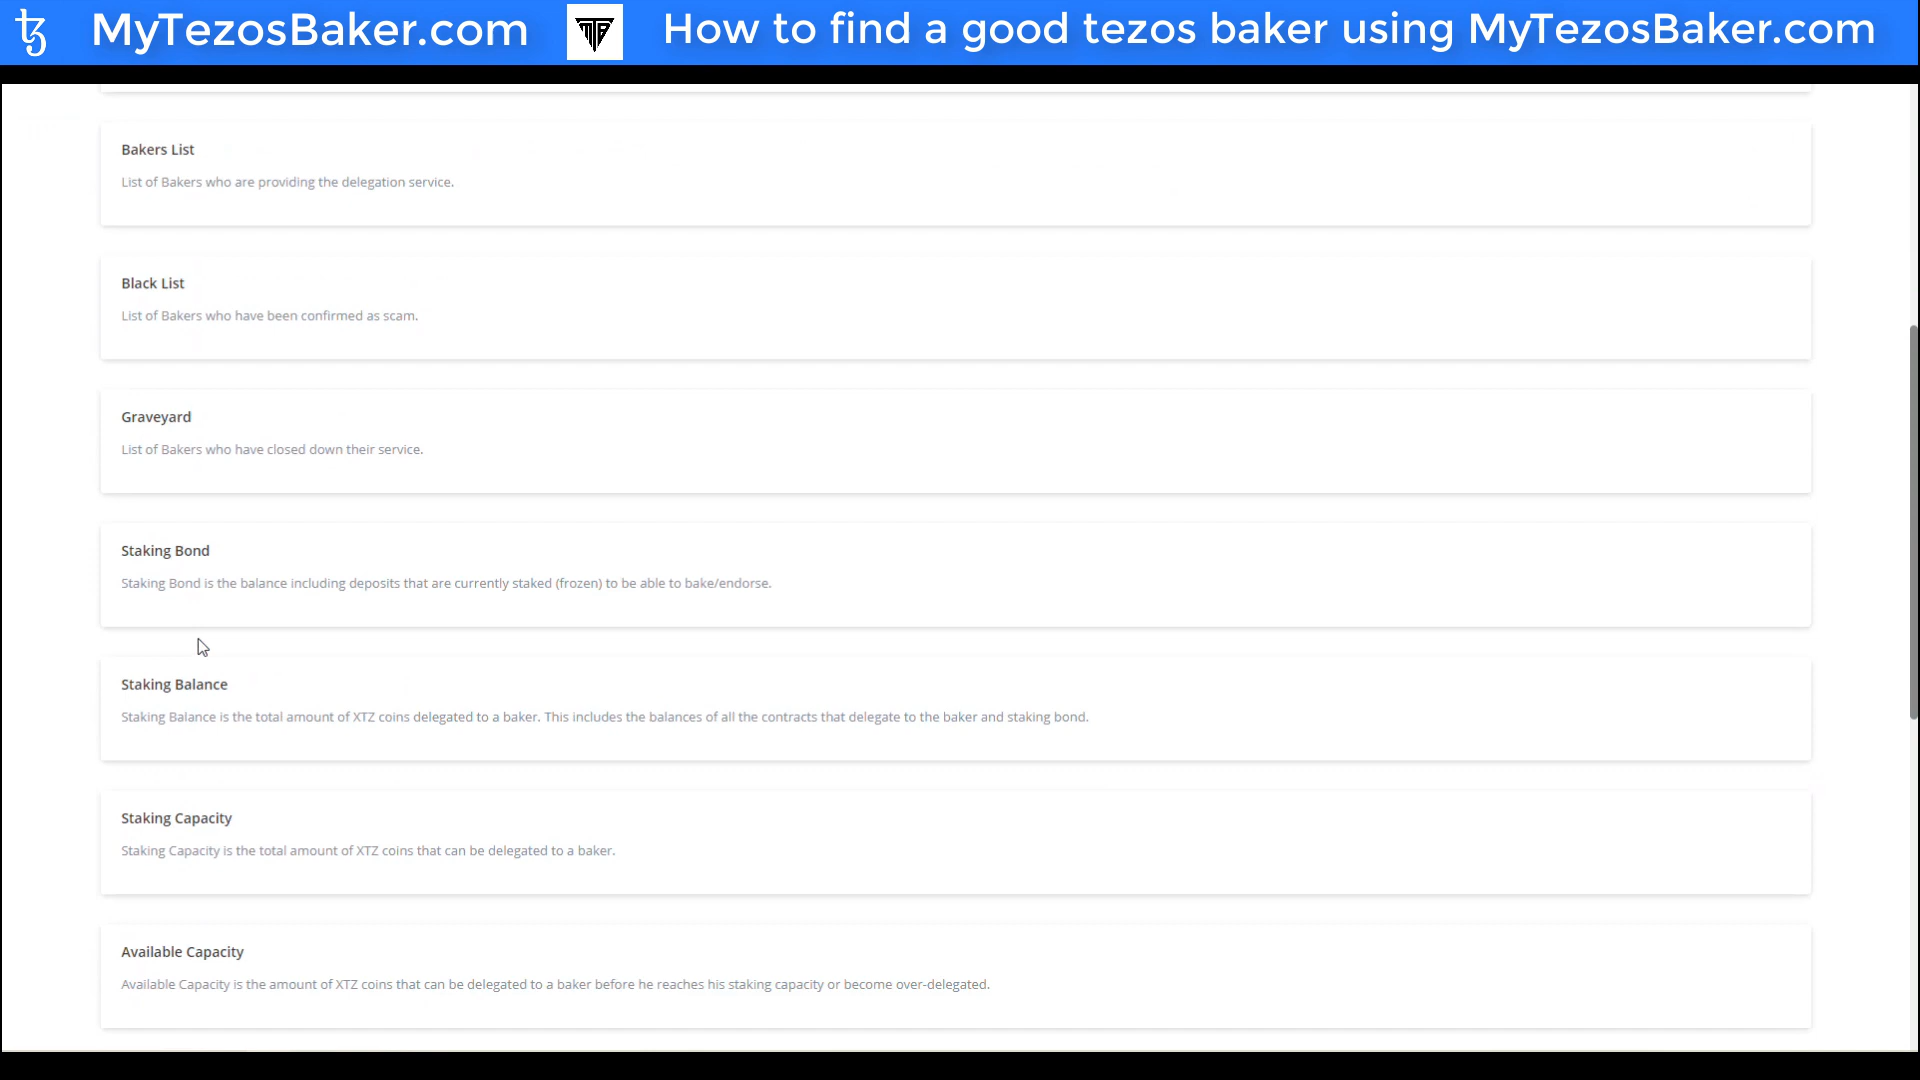 MyTezosBaker.com
How to find a good tezos baker using MyTezosBaker.com
Bakers List
List of Bakers who are providing the delegation service.
Black List
List of Bakers who have been confirmed as scam.
Graveyard
List of Bakers who have closed down their service.
Staking Bond
Staking Bond is the balance including deposits that are currently staked (frozen) to be able to bake/endorse.
Staking Balance
Staking Balance is the total amount of XTZ coins delegated to a baker. This includes the balances of all the contracts that delegate to the baker and staking bond.
Staking Capacity
Staking Capacity is the total amount of XTZ coins that can be delegated to a baker.
Available Capacity
Available Capacity is the amount of XTZ coins that can be delegated to a baker before he reaches his staking capacity or become over-delegated.